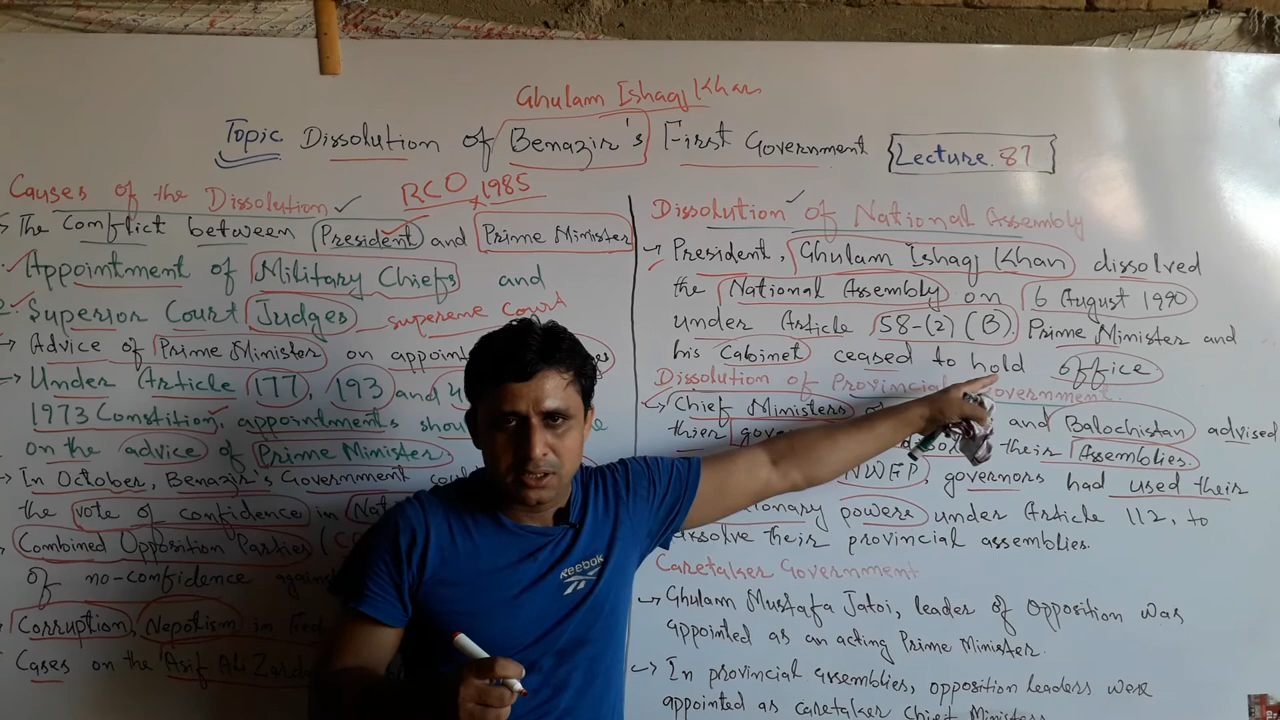 Ghulam Ishaq Khan
Topic Dissolution of Benazir's First Government
Lecture. 87
Causes of the Dissolution
RCO 1985
The Conflict between President and Prime Minister
Appointment of Military Chiefs and
Superior Court Judges supreme court
Advice of Prime Minister on
Under Article 177, 193 and
1973 Constition, appointments
on the advice of Prime Minister
In October, Benazir's Government
the vote of confidence in
Combined Opposition Parties
of no-confidence
Corruption, Nepotism in
Cases on the Asif Ali
Dissolution of National Assembly
President, Ghulam Ishaq Khan dissolved
the National Assembly on 6 August 1990
under Article 58-(2) (B). Prime Minister and
his Cabinet ceased to hold office
Dissolution of Provincial Government.
Chief Ministers and Balochistan advised
thier their Assemblies.
NWFP, governors had used their
powers under Article 112, to
their provincial assemblies.
Caretaker Government
Ghulam Mustafa Jatoi, leader of Opposition was
appointed as an acting Prime Minister.
In provincial assemblies, opposition leaders were
appointed as caretaker Chief
Reebok